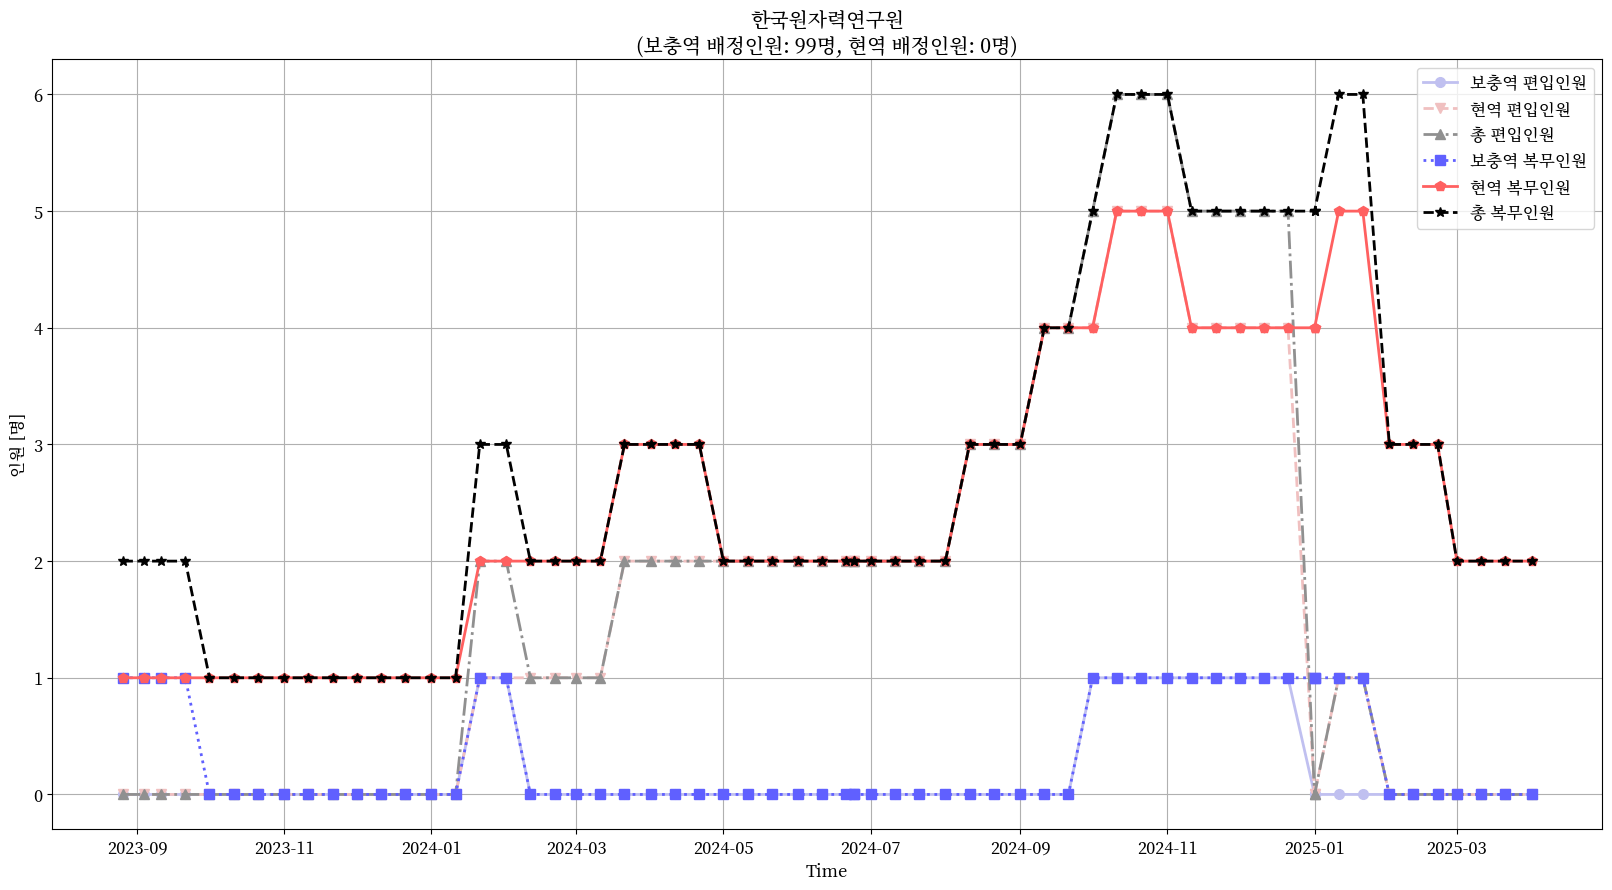 한국원자력연구원
(보충역 배정인원: 99명, 현역 배정인원: 0명)
보충역 편입인원
현역 편입인원
총 편입인원
보충역 복무인원
현역 복무인원
총 복무인원
인원 [명]
6
5
4
3
2
1
0
2023-09
2023-11
2024-01
2024-03
2024-05
2024-07
2024-09
2024-11
2025-01
2025-03
Time